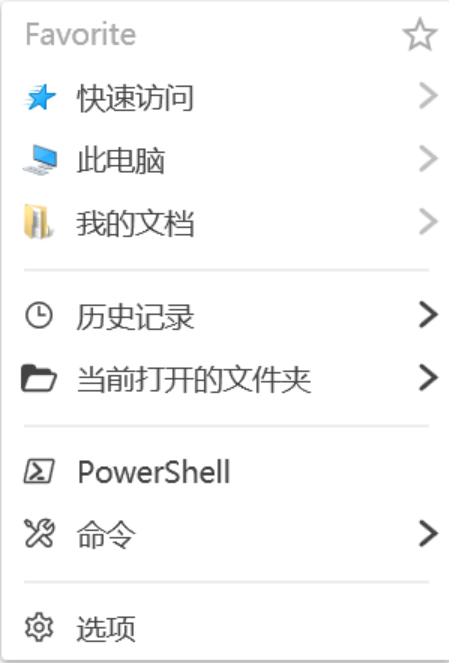 Favorite
快速访问
此电脑
我的文档
历史记录
当前打开的文件夹
PowerShell
命令
选项